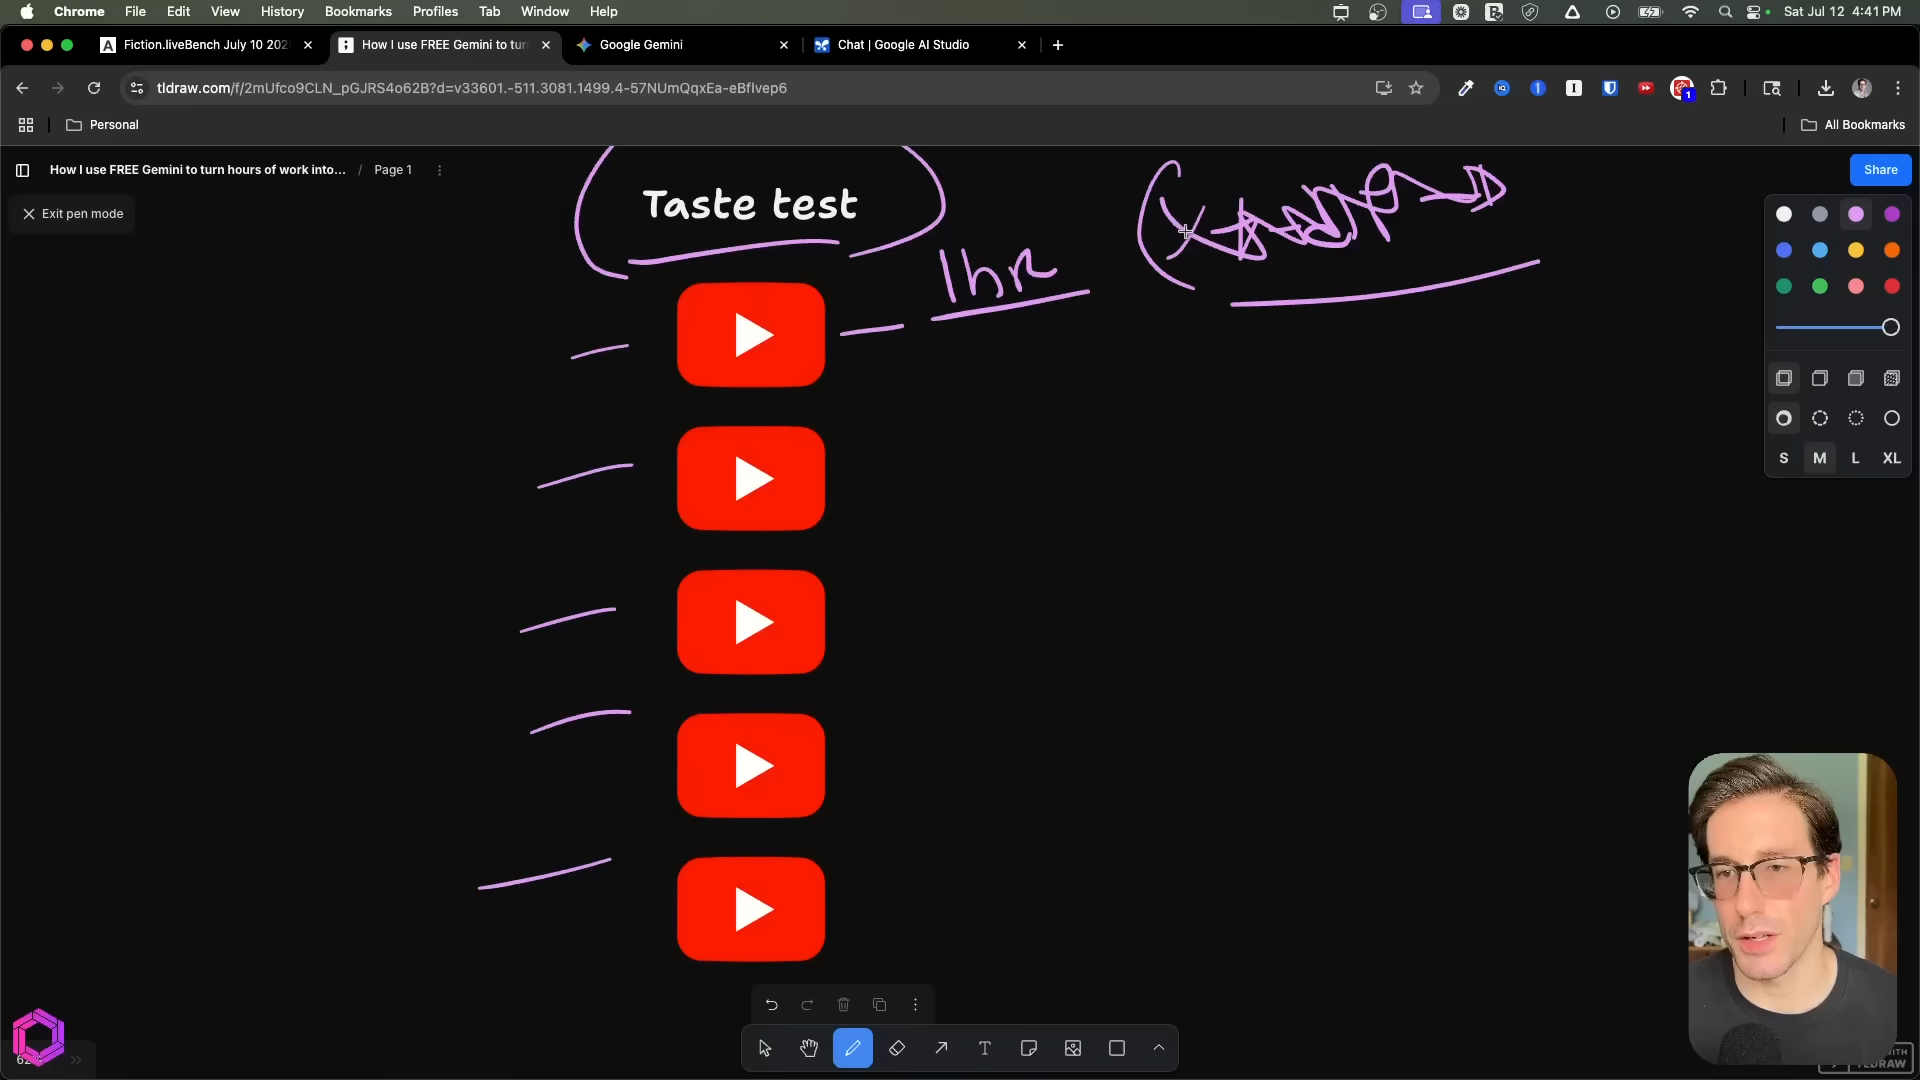 Chrome File Edit View History Bookmarks Profiles Tab Window Help Sat Jul 12 4:41 PM
Fiction.liveBench July 10 202 How I use FREE Gemini to tur Google Gemini Chat | Google AI Studio
tldraw.com/f/2mUfco9CLN_pGJRS4o62B?d=v33601.-511.3081.1499.4-57NUmQqxEa-eBflvep6
Personal All Bookmarks
How I use FREE Gemini to turn hours of work into... / Page 1 Share
Exit pen mode
Taste test
1hr
S M L XL